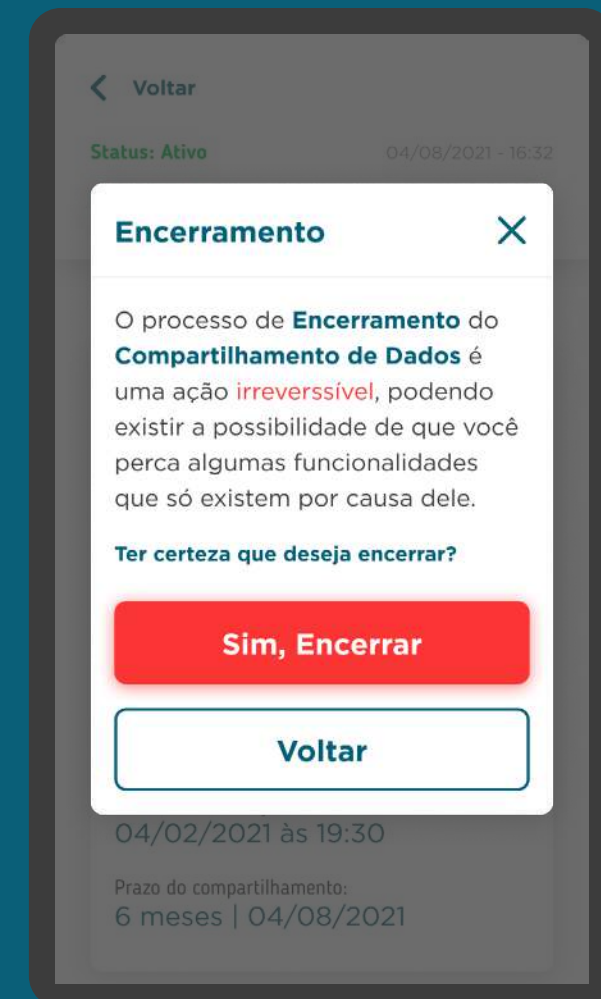 Voltar
Status: Ativo 04/08/2021 - 16:32
Encerramento
O processo de Encerramento do
Compartilhamento de Dados é
uma ação irreverssível, podendo
existir a possibilidade de que você
perca algumas funcionalidades
que só existem por causa dele.
Ter certeza que deseja encerrar?
Sim, Encerrar
Voltar
04/02/2021 às 19:30
Prazo do compartilhamento:
6 meses | 04/08/2021